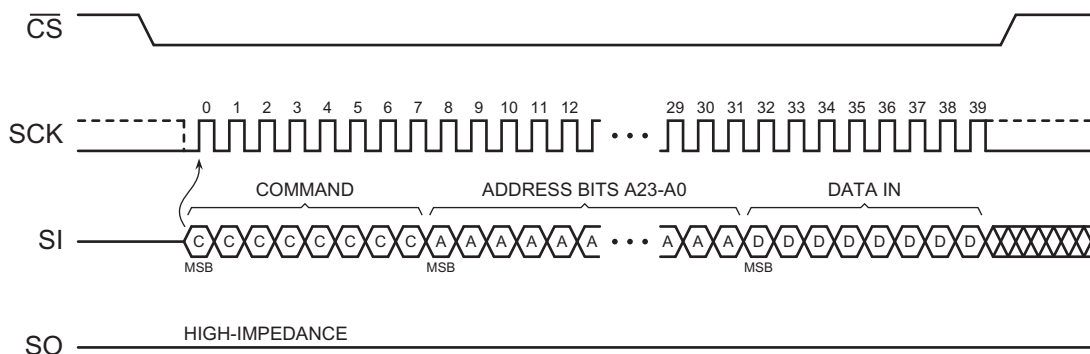 CS
0 1 2 3 4 5 6 7 8 9 10 11 12 29 30 31 32 33 34 35 36 37 38 39
SCK
COMMAND ADDRESS BITS A23-A0 DATA IN
SI C C C C C C C C A A A A A A A A A D D D D D D D D
MSB MSB MSB
HIGH-IMPEDANCE
SO